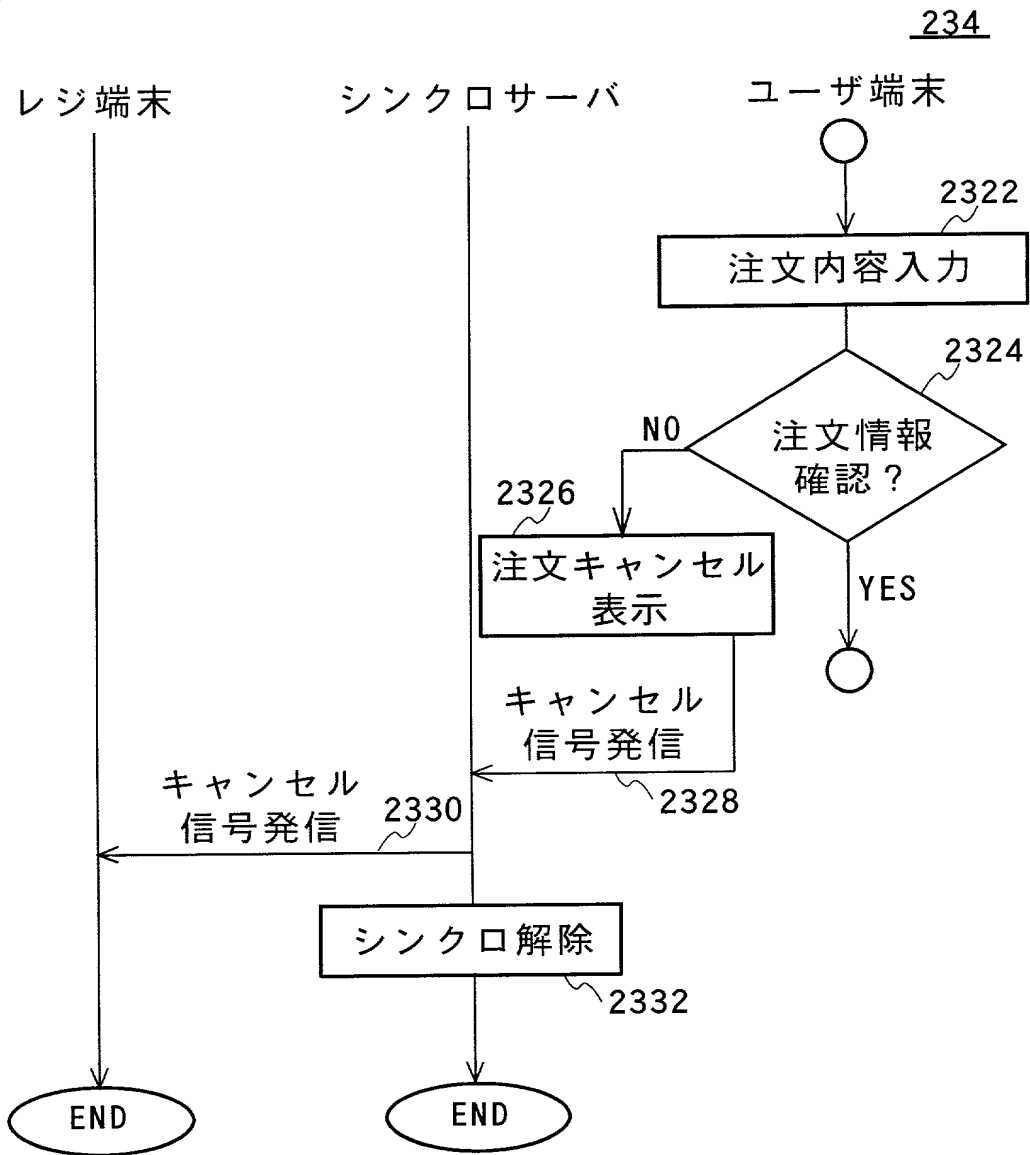 234
レジ端末
シンクロサーバ
ユーザ端末
2322
注文内容入力
2324
注文情報
確認?
NO
YES
2326
注文キャンセル
表示
キャンセル
信号発信
2328
キャンセル
信号発信
2330
シンクロ解除
2332
END
END